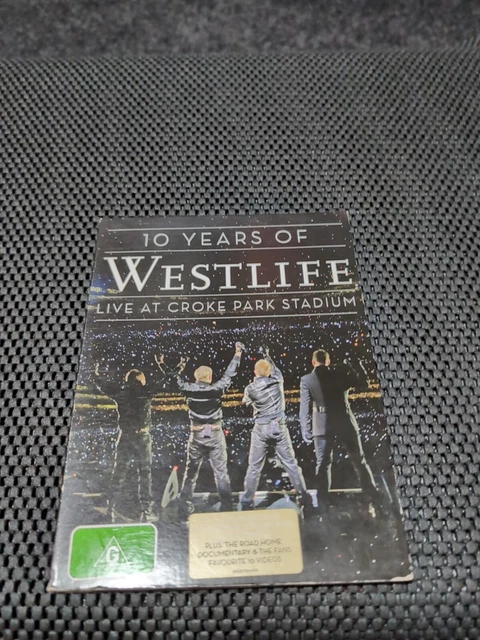 10 YEARS OF
WESTLIFE
LIVE AT CROKE PARK STADIUM
G
PLUS THE ROAD HOME
DOCUMENTARY & THE FANS
FAVOURITE 10 VIDEOS